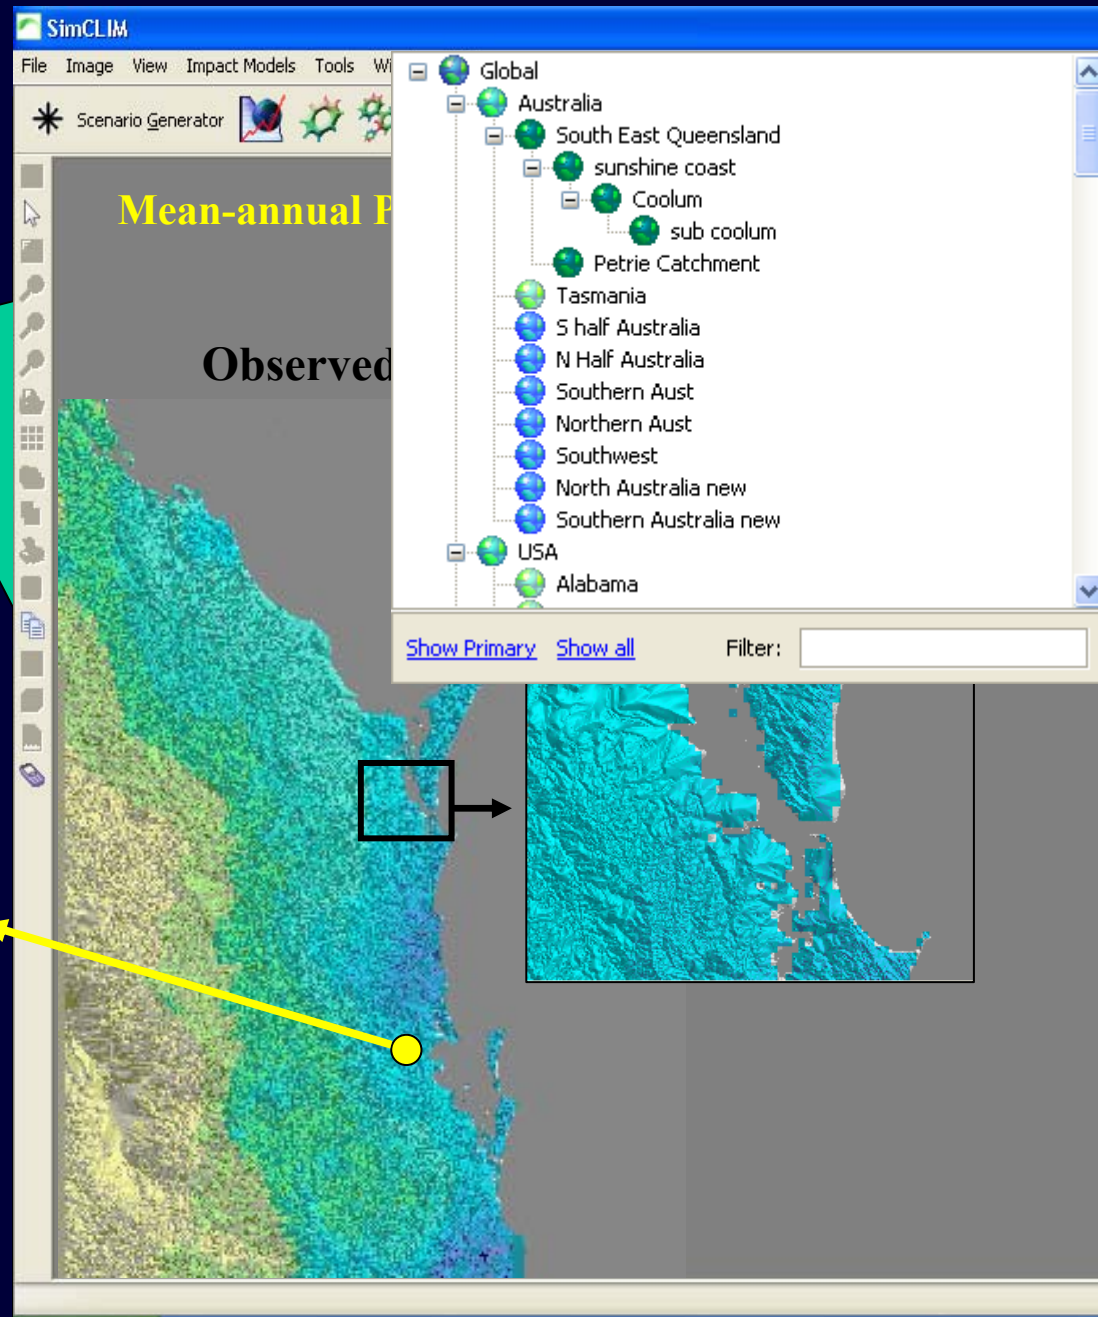 SimCLIM
File Image View Impact Models Tools Wi
Scenario Generator
Global
Australia
South East Queensland
sunshine coast
Coolum
sub coolum
Petrie Catchment
Tasmania
S half Australia
N Half Australia
Southern Aust
Northern Aust
Southwest
North Australia new
Southern Australia new
USA
Alabama
Show Primary Show all Filter:
Mean-annual P
Observed